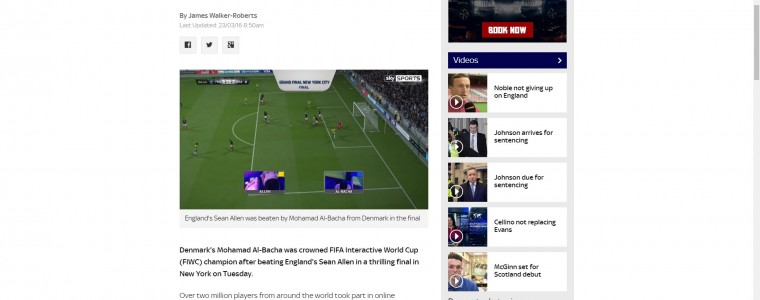 By James Walker-Roberts
Last Updated: 23/03/16 8:50am
sky SPORTS
GRAND FINAL NEW YORK CITY
FINAL
ALLEN
AL-BACHA
England's Sean Allen was beaten by Mohamad Al-Bacha from Denmark in the final
Denmark's Mohamad Al-Bacha was crowned FIFA Interactive World Cup
(FIWC) champion after beating England's Sean Allen in a thrilling final in
New York on Tuesday.
Over two million players from around the world took part in online
BOOK NOW
Videos
Noble not giving up
on England
Johnson arrives for
sentencing
Johnson due for
sentencing
Cellino not replacing
Evans
McGinn set for
Scotland debut